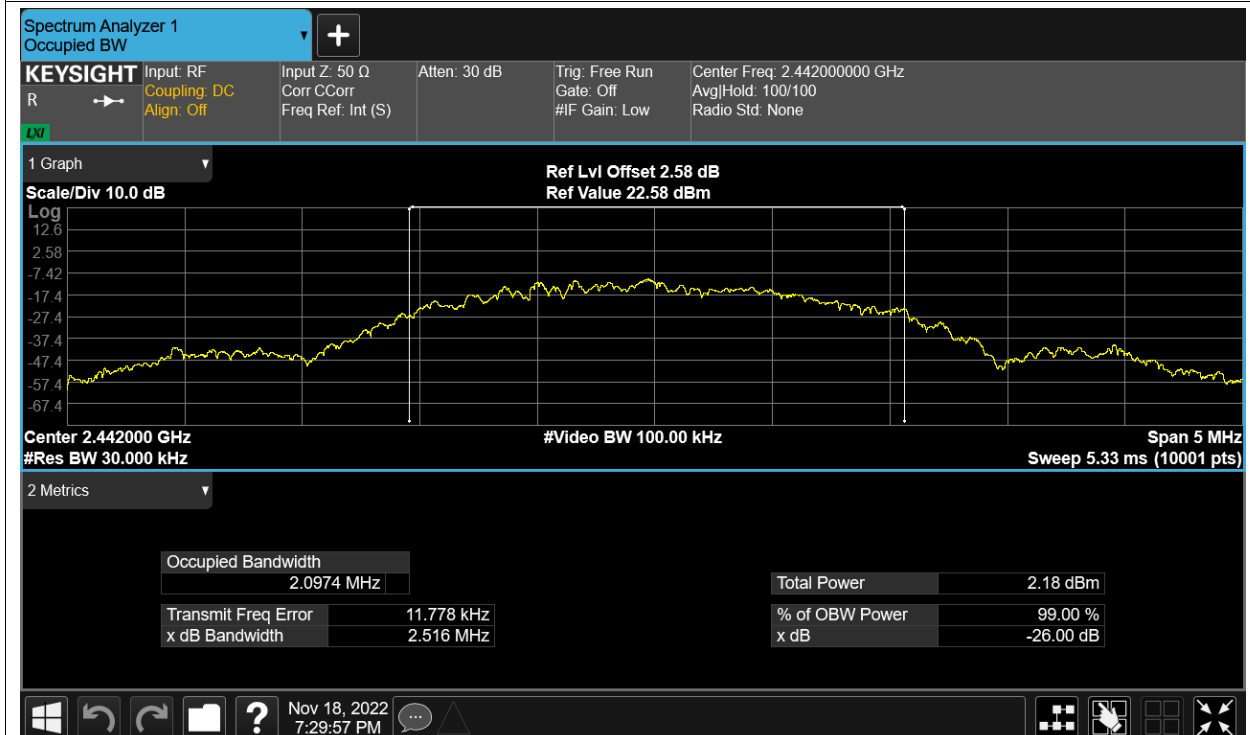 Spectrum Analyzer 1
Occupied BW
+
KEYSIGHT
R
LXI
Input: RF
Coupling: DC
Align: Off
Input Z: 50 Ω
Corr CCorr
Freq Ref: Int (S)
Atten: 30 dB
Trig: Free Run
Gate: Off
#IF Gain: Low
Center Freq: 2.442000000 GHz
Avg|Hold: 100/100
Radio Std: None
1 Graph
Scale/Div 10.0 dB
Ref Lvl Offset 2.58 dB
Ref Value 22.58 dBm
Log
12.6
2.58
-7.42
-17.4
-27.4
-37.4
-47.4
-57.4
-67.4
Center 2.442000 GHz
#Video BW 100.00 kHz
Span 5 MHz
#Res BW 30.000 kHz
Sweep 5.33 ms (10001 pts)
2 Metrics
Occupied Bandwidth
2.0974 MHz
Transmit Freq Error 11.778 kHz
x dB Bandwidth 2.516 MHz
Total Power 2.18 dBm
% of OBW Power 99.00 %
x dB -26.00 dB
?
Nov 18, 2022
7:29:57 PM